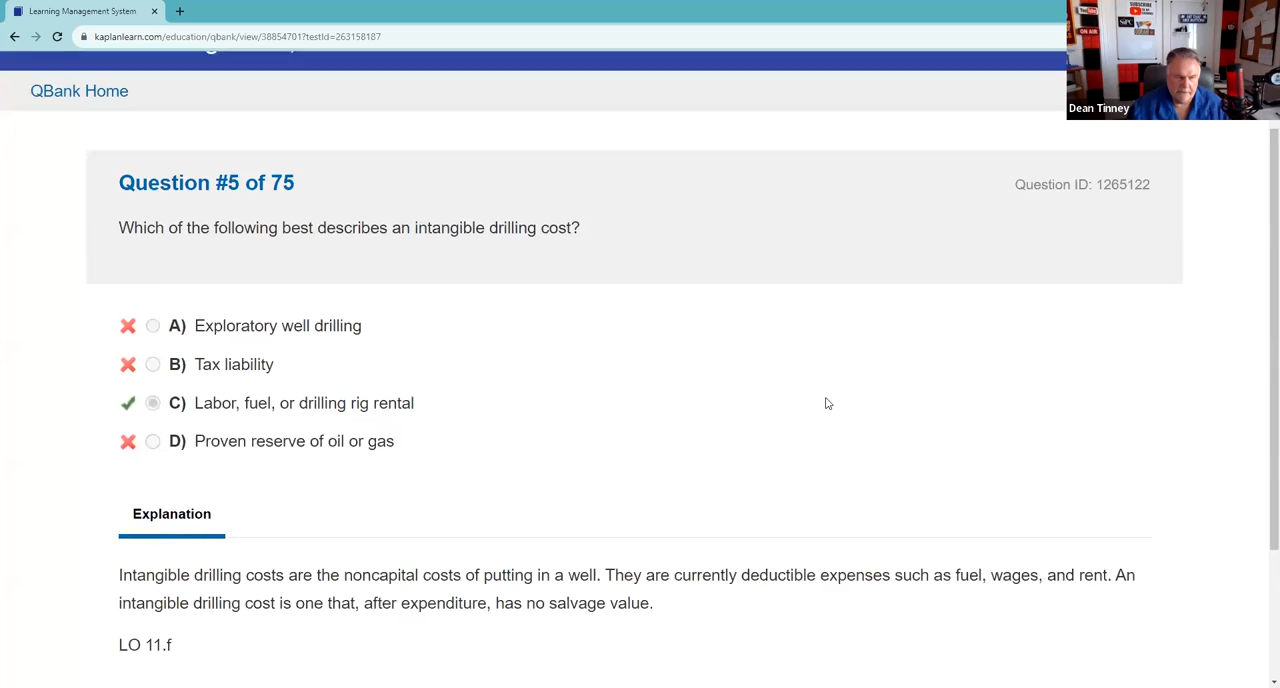 Learning Management System
kaplanlearn.com/education/qbank/view/38854701?testId=263158187
SUBSCRIBE
SIPC
ON AIR
Dean Tinney
QBank Home
Question #5 of 75
Question ID: 1265122
Which of the following best describes an intangible drilling cost?
A) Exploratory well drilling
B) Tax liability
C) Labor, fuel, or drilling rig rental
D) Proven reserve of oil or gas
Explanation
Intangible drilling costs are the noncapital costs of putting in a well. They are currently deductible expenses such as fuel, wages, and rent. An
intangible drilling cost is one that, after expenditure, has no salvage value.
LO 11.f